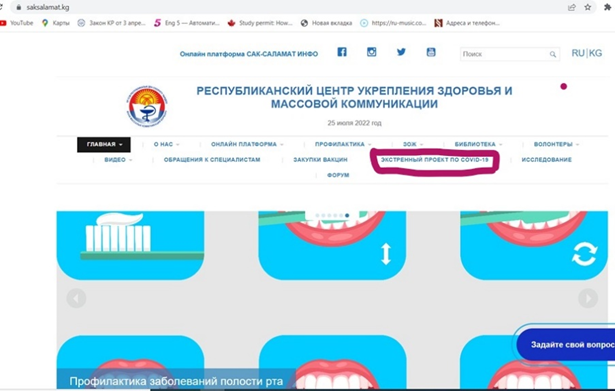 saksalamat.kg
YouTube
Карты
Закон КР от 3 апре...
Eng 5 — Автомати...
Study permit: How...
Новая вкладка
https://ru-music.co...
Адреса и телефон...
Онлайн платформа САК-САЛАМАТ ИНФО
Поиск
RU|KG
РЕСПУБЛИКАНСКИЙ ЦЕНТР УКРЕПЛЕНИЯ ЗДОРОВЬЯ И
МАССОВОЙ КОММУНИКАЦИИ
25 июля 2022 год
ГЛАВНАЯ О НАС ОНЛАЙН ПЛАТФОРМА ПРОФИЛАКТИКА ЗОЖ БИБЛИОТЕКА ВОЛОНТЕРЫ
ВИДЕО ОБРАЩЕНИЯ К СПЕЦИАЛИСТАМ ЗАКУПКИ ВАКЦИН ЭКСТРЕННЫЙ ПРОЕКТ ПО COVID-19 ИССЛЕДОВАНИЕ
ФОРУМ
Задайте свой вопрос
Профилактика заболеваний полости рта